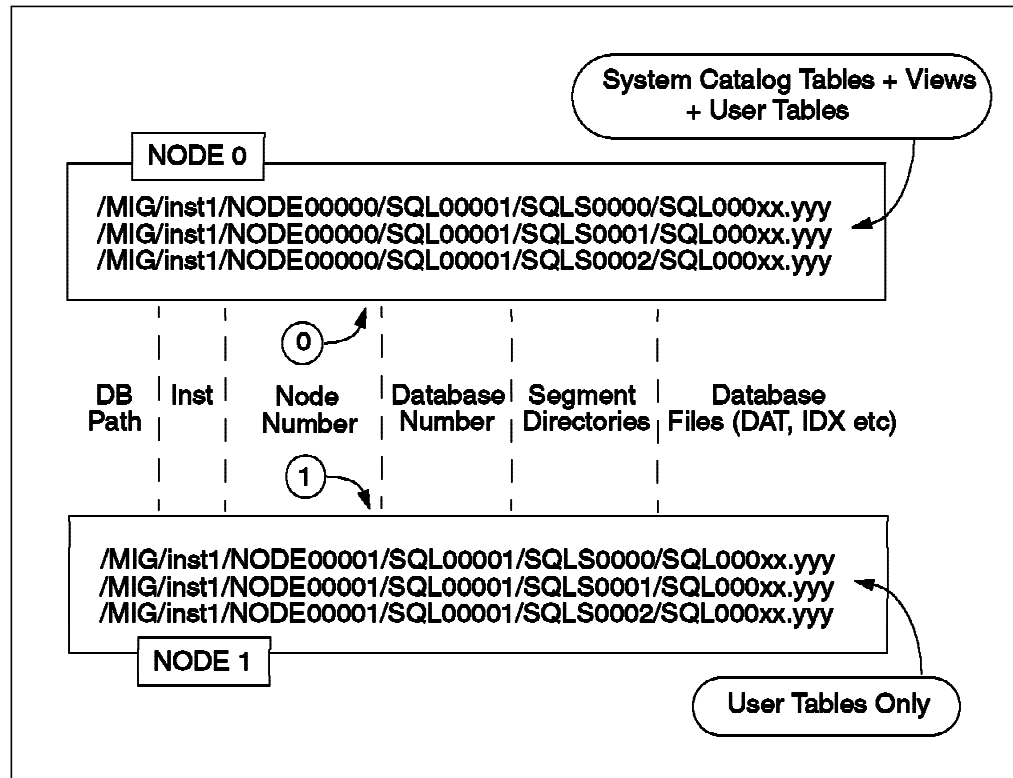 System Catalog Tables + Views
+ User Tables
NODE 0
/MIG/inst1/NODE00000/SQL00001/SQLS0000/SQL000xx.yyy
/MIG/inst1/NODE00000/SQL00001/SQLS0001/SQL000xx.yyy
/MIG/inst1/NODE00000/SQL00001/SQLS0002/SQL000xx.yyy
0
DB Path
Inst
Node Number
Database Number
Segment Directories
Database Files (DAT, IDX etc)
1
/MIG/inst1/NODE00001/SQL00001/SQLS0000/SQL000xx.yyy
/MIG/inst1/NODE00001/SQL00001/SQLS0001/SQL000xx.yyy
/MIG/inst1/NODE00001/SQL00001/SQLS0002/SQL000xx.yyy
NODE 1
User Tables Only